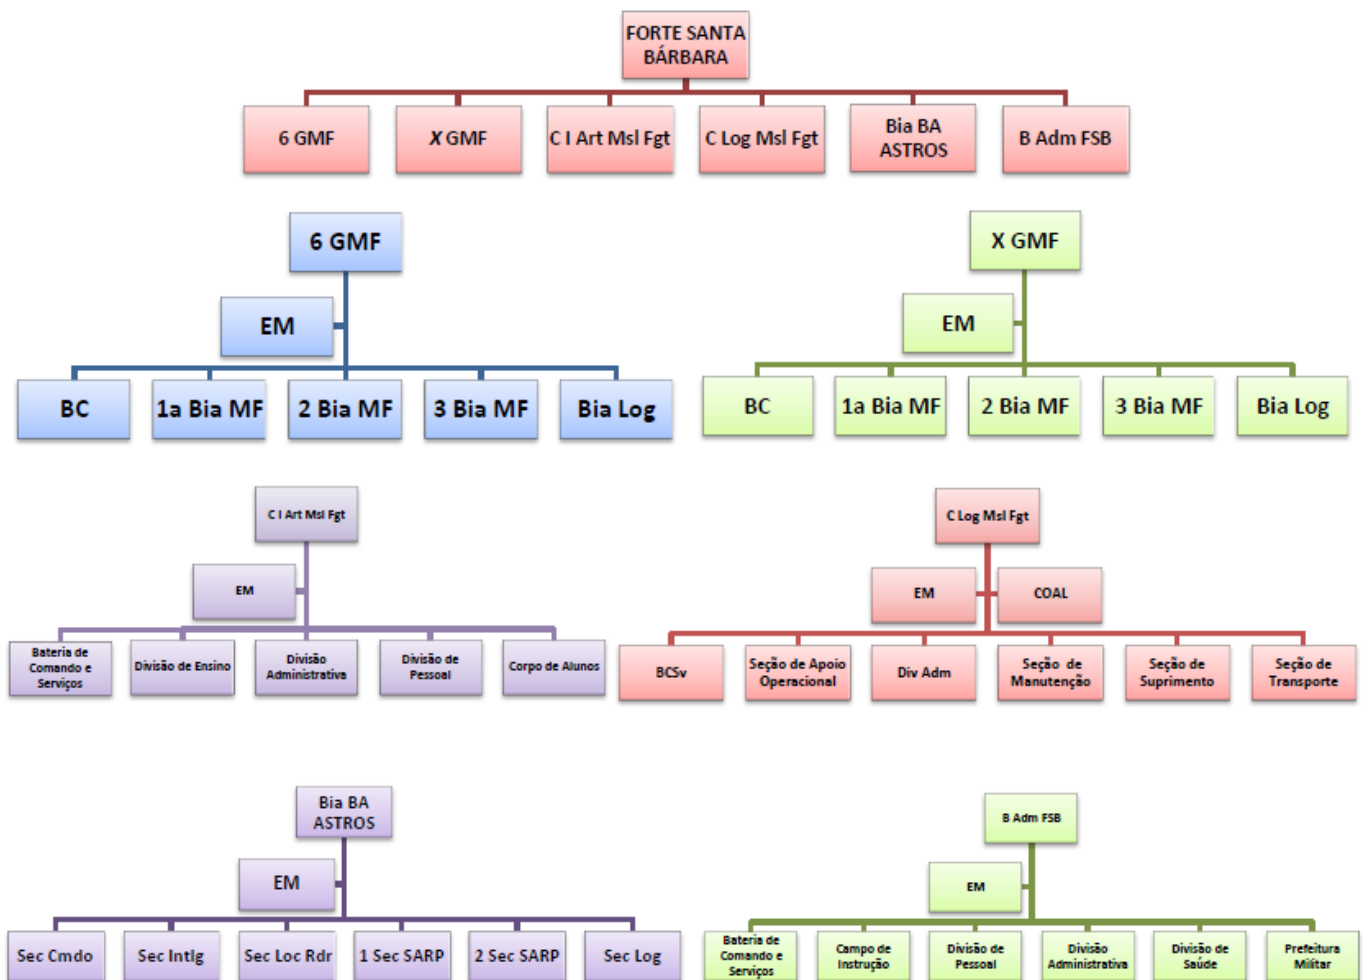 FORTE SANTA
BÁRBARA
6 GMF
X GMF
C I Art Msl Fgt
C Log Msl Fgt
Bia BA
ASTROS
B Adm FSB
6 GMF
EM
BC
1a Bia MF
2 Bia MF
3 Bia MF
Bia Log
X GMF
EM
BC
1a Bia MF
2 Bia MF
3 Bia MF
Bia Log
C I Art Msl Fgt
EM
Bateria de
Comando e
Serviços
Divisão de Ensino
Divisão
Administrativa
Divisão de
Pessoal
Corpo de Alunos
C Log Msl Fgt
EM
COAL
BCSv
Seção de Apoio
Operacional
Div Adm
Seção de
Manutenção
Seção de
Suprimento
Seção de
Transporte
Bia BA
ASTROS
EM
Sec Cmdo
Sec Intlg
Sec Loc Rdr
1 Sec SARP
2 Sec SARP
Sec Log
B Adm FSB
EM
Bateria de
Comando e
Serviços
Campo de
Instrução
Divisão de
Pessoal
Divisão
Administrativa
Divisão de
Saúde
Prefeitura
Militar